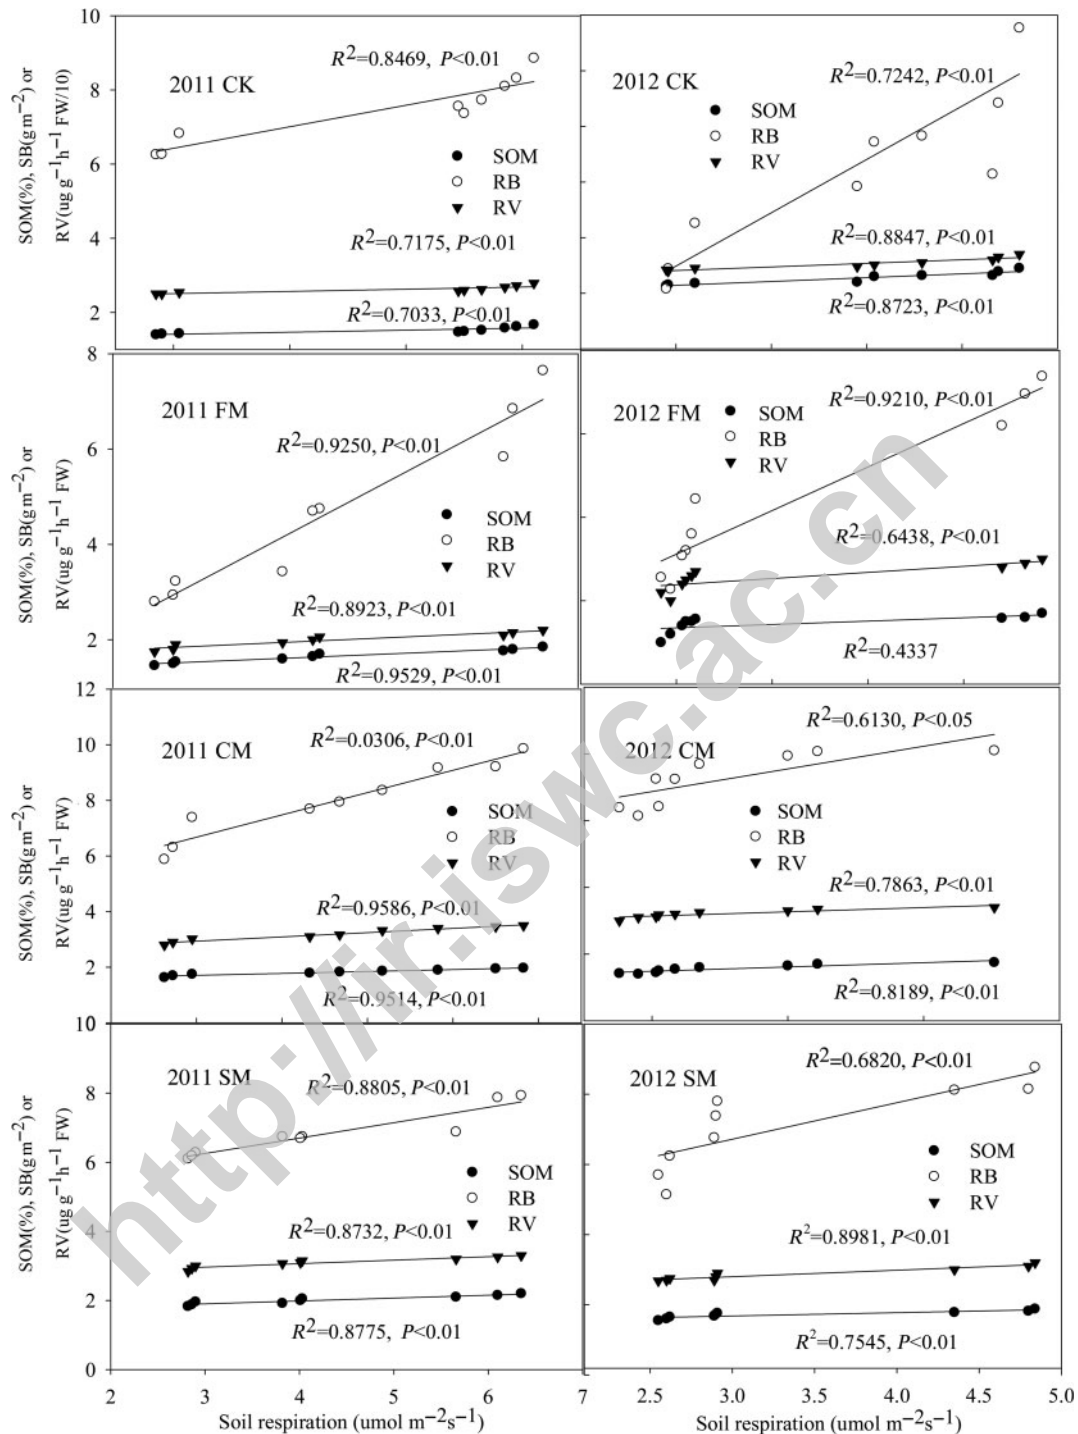 SOM(%), SB(gm−2) or
RV(ug g−1h−1 FW/10)
10
8
6
4
2
2011 CK
R2=0.8469, P<0.01
SOM
RB
RV
R2=0.7175, P<0.01
R2=0.7033, P<0.01
2012 CK
R2=0.7242, P<0.01
SOM
RB
RV
R2=0.8847, P<0.01
R2=0.8723, P<0.01
SOM(%), SB(gm−2) or
RV(ug g−1h−1 FW)
8
6
4
2
2011 FM
R2=0.9250, P<0.01
SOM
RB
RV
R2=0.8923, P<0.01
R2=0.9529, P<0.01
2012 FM
R2=0.9210, P<0.01
SOM
RB
RV
R2=0.6438, P<0.01
R2=0.4337
SOM(%), SB(gm−2) or
RV(ug g−1h−1 FW)
12
10
8
6
4
2
2011 CM
R2=0.0306, P<0.01
SOM
RB
RV
R2=0.9586, P<0.01
R2=0.9514, P<0.01
2012 CM
R2=0.6130, P<0.05
SOM
RB
RV
R2=0.7863, P<0.01
R2=0.8189, P<0.01
SOM(%), SB(gm−2) or
RV(ug g−1h−1 FW)
10
8
6
4
2
0
2011 SM
R2=0.8805, P<0.01
SOM
RB
RV
R2=0.8732, P<0.01
R2=0.8775, P<0.01
2012 SM
R2=0.6820, P<0.01
SOM
RB
RV
R2=0.8981, P<0.01
R2=0.7545, P<0.01
2 3 4 5 6 7
2.5 3.0 3.5 4.0 4.5 5.0
Soil respiration (umol m−2s−1)
Soil respiration (umol m−2s−1)
http://ir.iswc.ac.cn